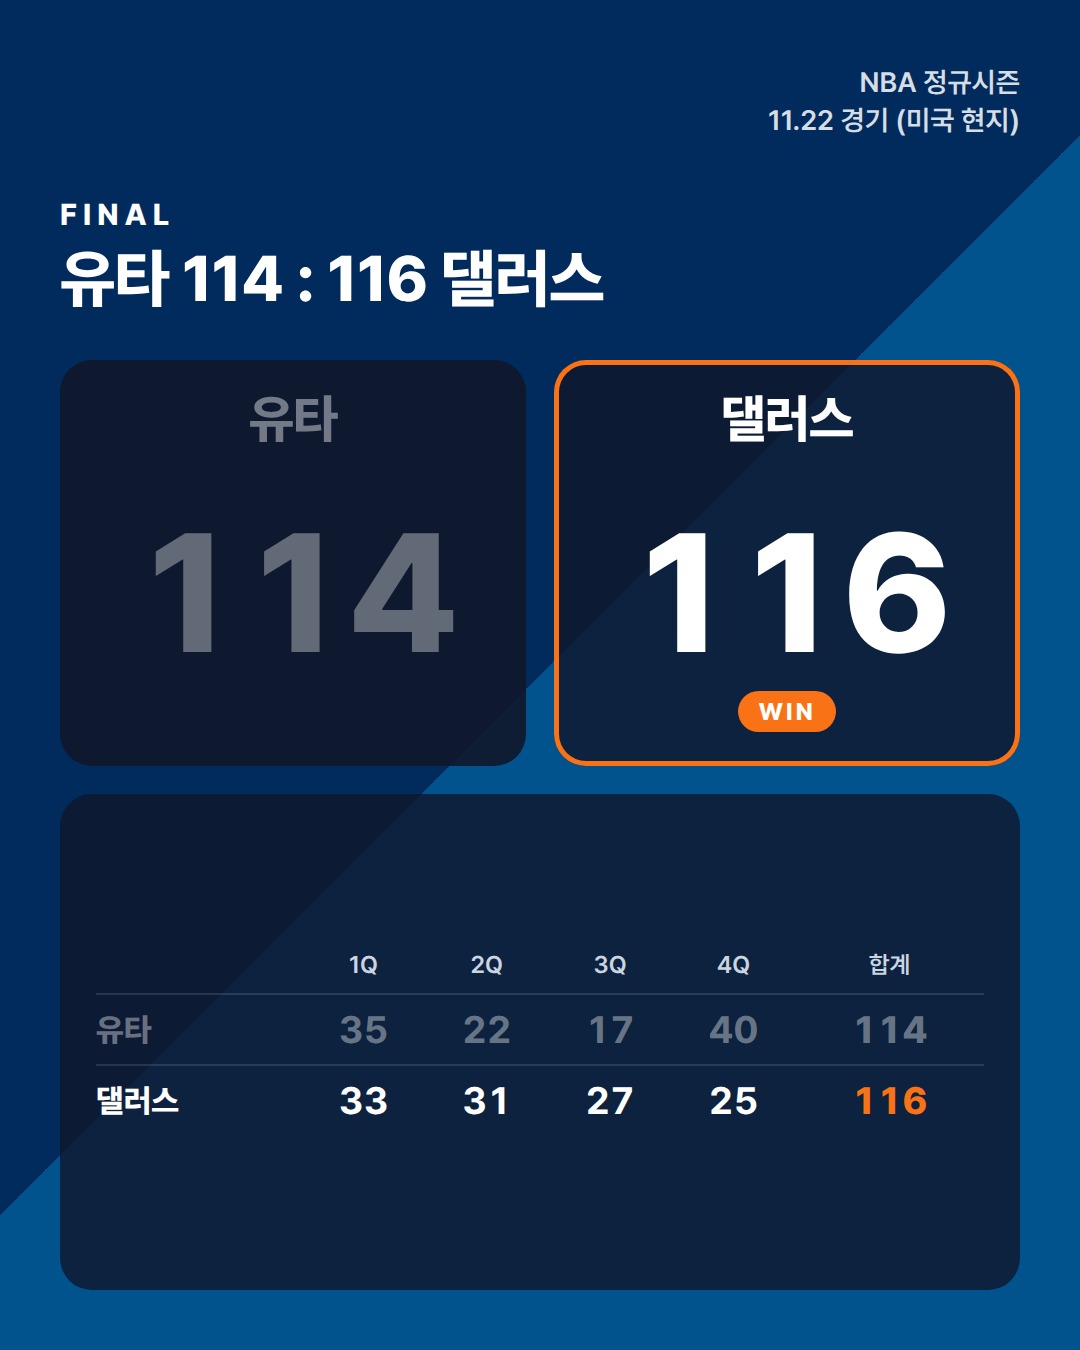 NBA 정규시즌
11.22 경기 (미국 현지)
FINAL
유타 114 : 116 댈러스
유타
114
댈러스
116
WIN
1Q 2Q 3Q 4Q 합계
유타 35 22 17 40 114
댈러스 33 31 27 25 116